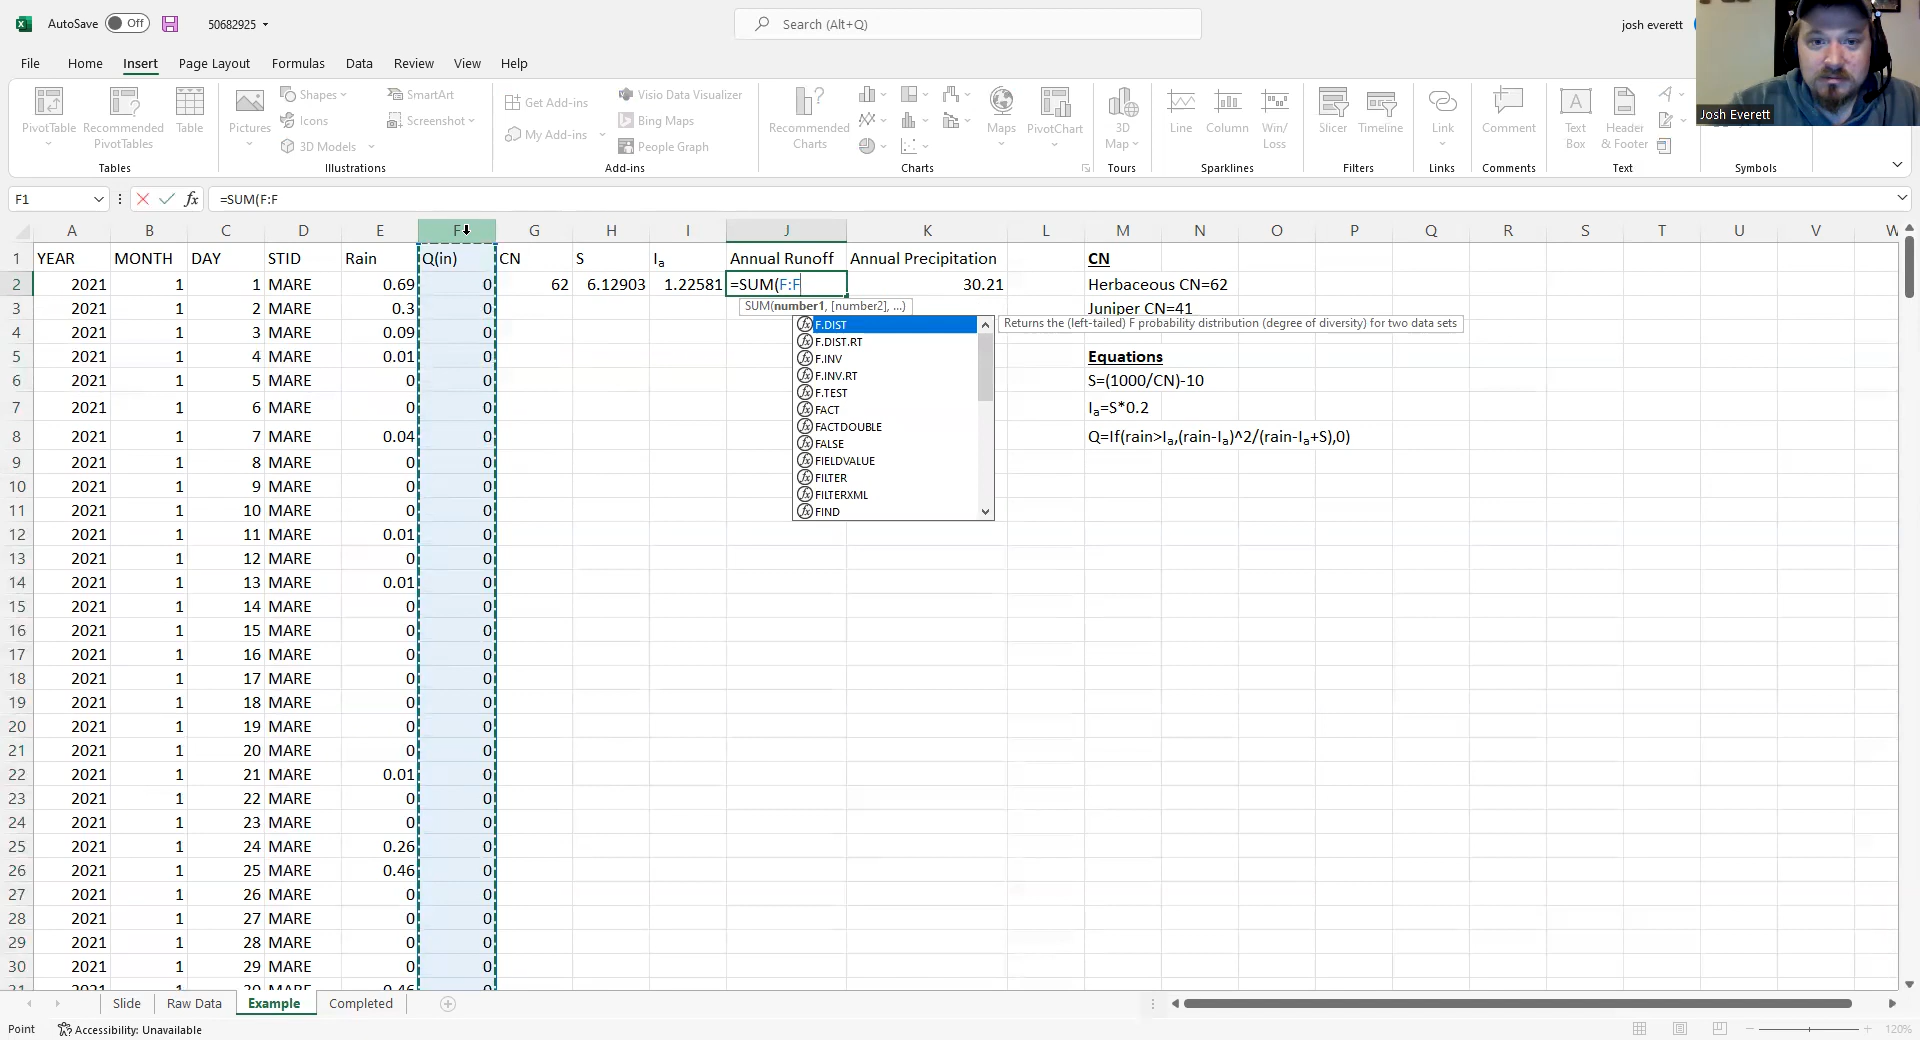 AutoSave Off 50682925 Search (Alt+Q) josh everett
File Home Insert Page Layout Formulas Data Review View Help
PivotTable Recommended PivotTables Table Pictures Shapes Icons 3D Models SmartArt Screenshot Get Add-ins My Add-ins Visio Data Visualizer Bing Maps People Graph Recommended Charts Maps PivotChart 3D Map Line Column Win/Loss Slicer Timeline Link Comment Text Box Header & Footer
Josh Everett
Tables Illustrations Add-ins Charts Tours Sparklines Filters Links Comments Text Symbols
F1 fx =SUM(F:F
A B C D E F G H I J K L M N O P Q R S T U V W
1 YEAR MONTH DAY STID Rain Q(in) CN S Ia Annual Runoff Annual Precipitation CN
2 2021 1 1 MARE 0.69 0 62 6.12903 1.22581 =SUM(F:F 30.21 Herbaceous CN=62
SUM(number1, [number2], ...)
3 2021 1 2 MARE 0.3 0 Juniper CN=41
F.DIST Returns the (left-tailed) F probability distribution (degree of diversity) for two data sets
4 2021 1 3 MARE 0.09 0 F.DIST.RT
5 2021 1 4 MARE 0.01 0 F.INV Equations
6 2021 1 5 MARE 0 0 F.INV.RT S=(1000/CN)-10
F.TEST
7 2021 1 6 MARE 0 0 FACT Ia=S*0.2
FACTDOUBLE
8 2021 1 7 MARE 0.04 0 FALSE Q=If(rain>Ia,(rain-Ia)^2/(rain-Ia+S),0)
9 2021 1 8 MARE 0 0 FIELDVALUE
10 2021 1 9 MARE 0 0 FILTER
FILTERXML
11 2021 1 10 MARE 0 0 FIND
12 2021 1 11 MARE 0.01 0
13 2021 1 12 MARE 0 0
14 2021 1 13 MARE 0.01 0
15 2021 1 14 MARE 0 0
16 2021 1 15 MARE 0 0
17 2021 1 16 MARE 0 0
18 2021 1 17 MARE 0 0
19 2021 1 18 MARE 0 0
20 2021 1 19 MARE 0 0
21 2021 1 20 MARE 0 0
22 2021 1 21 MARE 0.01 0
23 2021 1 22 MARE 0 0
24 2021 1 23 MARE 0 0
25 2021 1 24 MARE 0.26 0
26 2021 1 25 MARE 0.46 0
27 2021 1 26 MARE 0 0
28 2021 1 27 MARE 0 0
29 2021 1 28 MARE 0 0
30 2021 1 29 MARE 0 0
Slide Raw Data Example Completed
Point Accessibility: Unavailable 120%